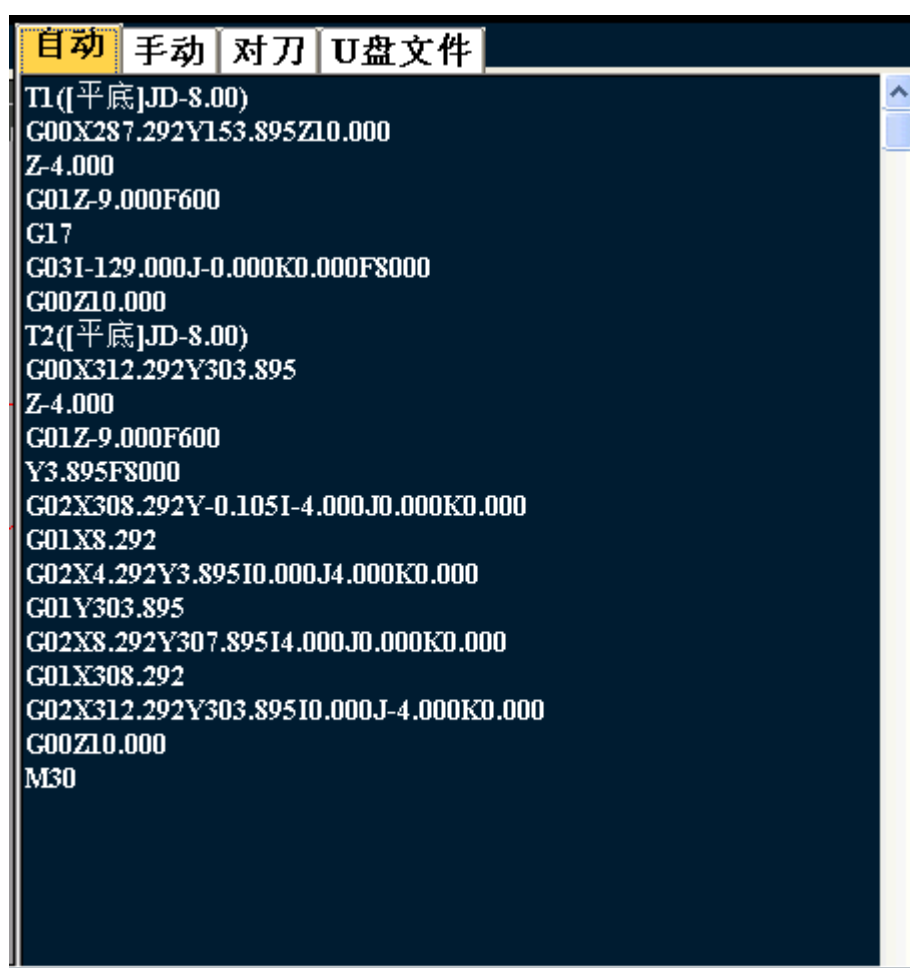 自动 手动 对刀 U盘文件
T1([平底]JD-8.00)
G00X287.292Y153.895Z10.000
Z-4.000
G01Z-9.000F600
G17
G03I-129.000J-0.000K0.000F8000
G00Z10.000
T2([平底]JD-8.00)
G00X312.292Y303.895
Z-4.000
G01Z-9.000F600
Y3.895F8000
G02X308.292Y-0.105I-4.000J0.000K0.000
G01X8.292
G02X4.292Y3.895I0.000J4.000K0.000
G01Y303.895
G02X8.292Y307.895I4.000J0.000K0.000
G01X308.292
G02X312.292Y303.895I0.000J-4.000K0.000
G00Z10.000
M30